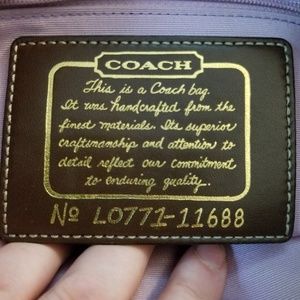 COACH
This is a Coach bag.
It was handcrafted from the
finest materials. Its superior
craftsmanship and attention to
detail reflect our commitment
to enduring quality.
Nº L0771-11688